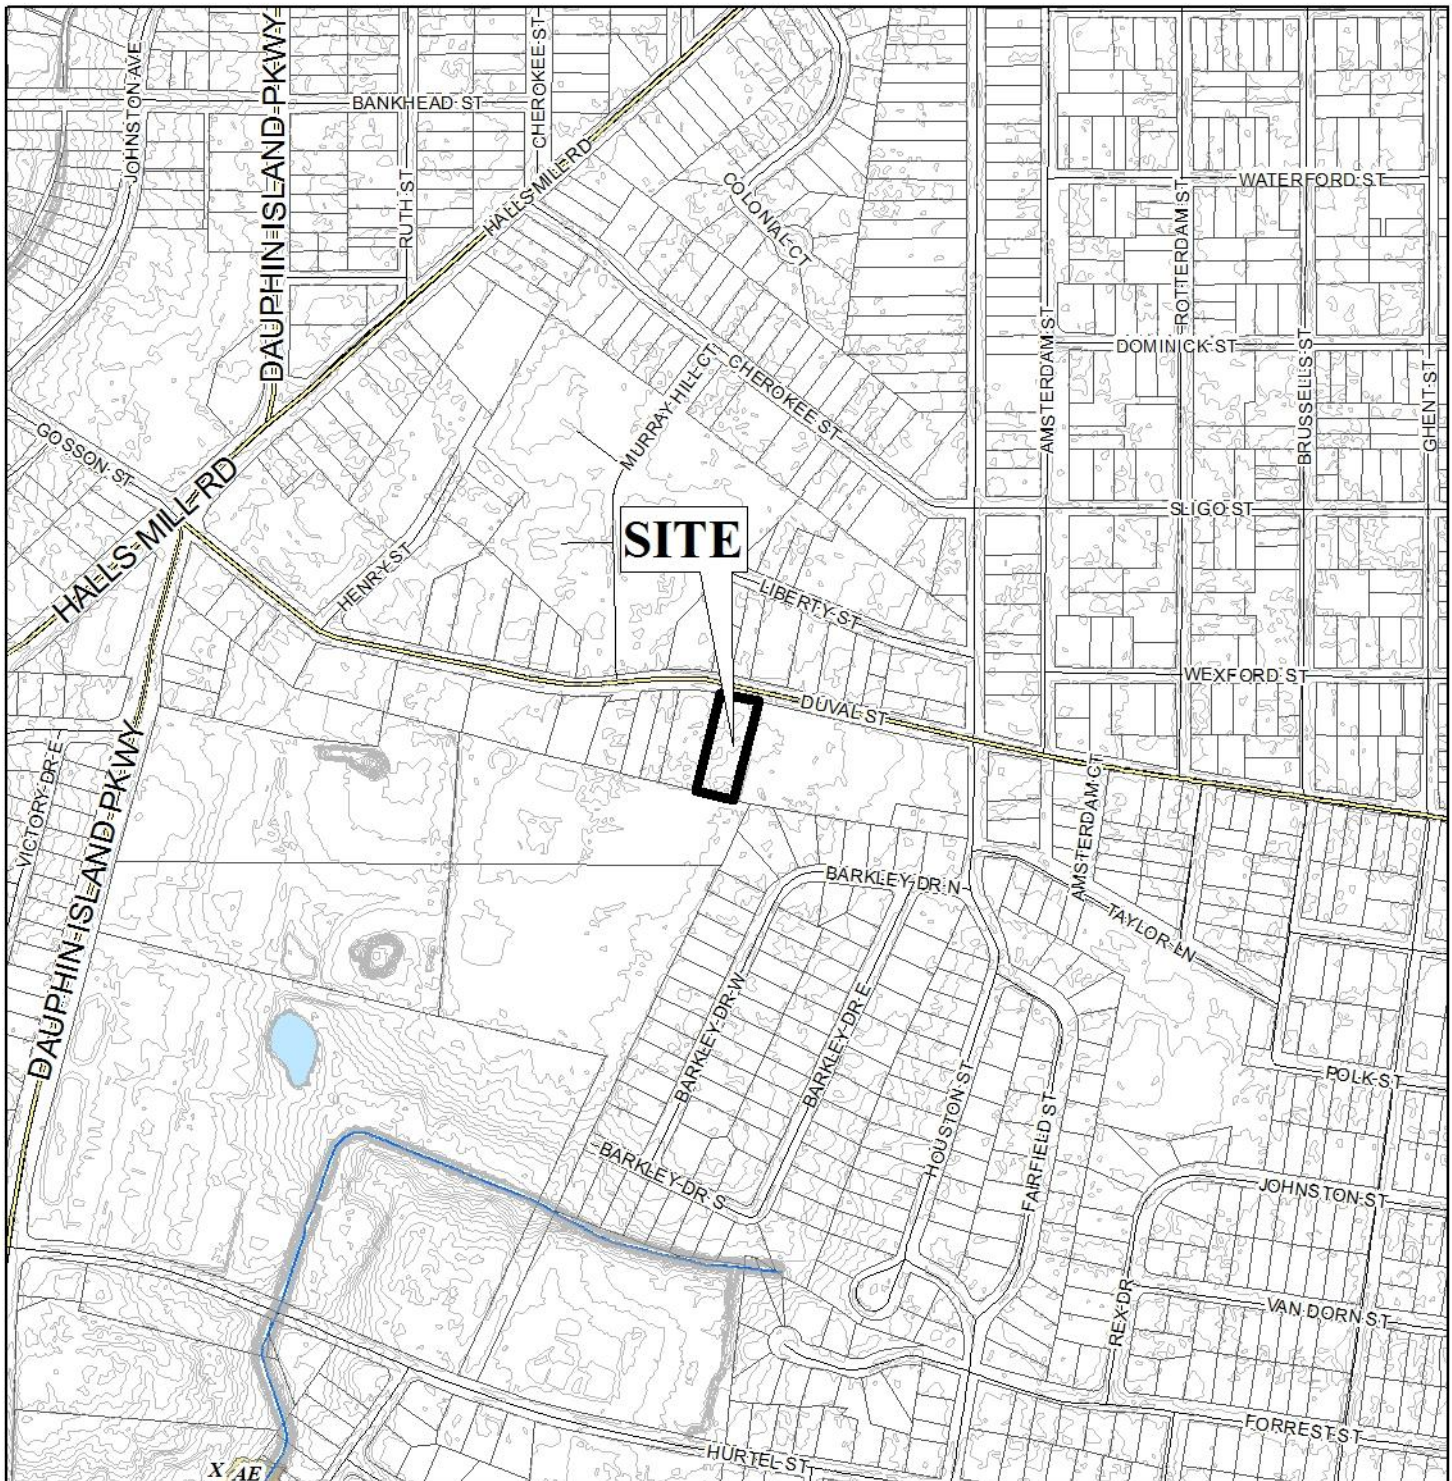 JOHNSTON AVE
DAUPHIN ISLAND PKWY
BANKHEAD ST
RUTH ST
CHEROKEE ST
HALLS MILL RD
COLONIAL CT
WATERFORD ST
ROTTERDAM ST
AMSTERDAM ST
DOMINICK ST
BRUSSELLS ST
GHENT ST
MURRAY HILL CT
CHEROKEE ST
GOSSON ST
HALLS MILL RD
HENRY ST
SITE
SLIGO ST
LIBERTY ST
WEXFORD ST
DUVAL ST
VICTORY DR E
DAUPHIN ISLAND PKWY
AMSTERDAM CT
BARKLEY DR N
TAYLOR LN
BARKLEY DR W
BARKLEY DR E
HOUSTON ST
FAIRFIELD ST
POLK ST
BARKLEY DR S
JOHNSTON ST
REX DR
VAN DORN ST
FORREST ST
HURTEL ST
X
AE